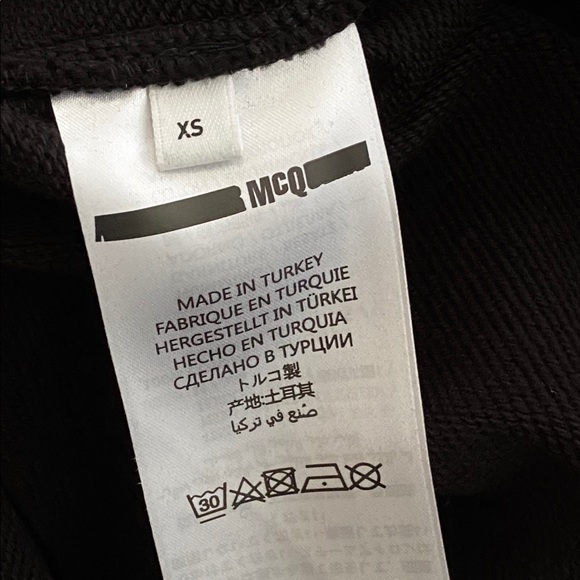 XS
McQ
MADE IN TURKEY
FABRIQUE EN TURQUIE
HERGESTELLT IN TÜRKEI
HECHO EN TURQUIA
СДЕЛАНО В ТУРЦИИ
トルコ製
产地:土耳其
صُنع في تركيا
30